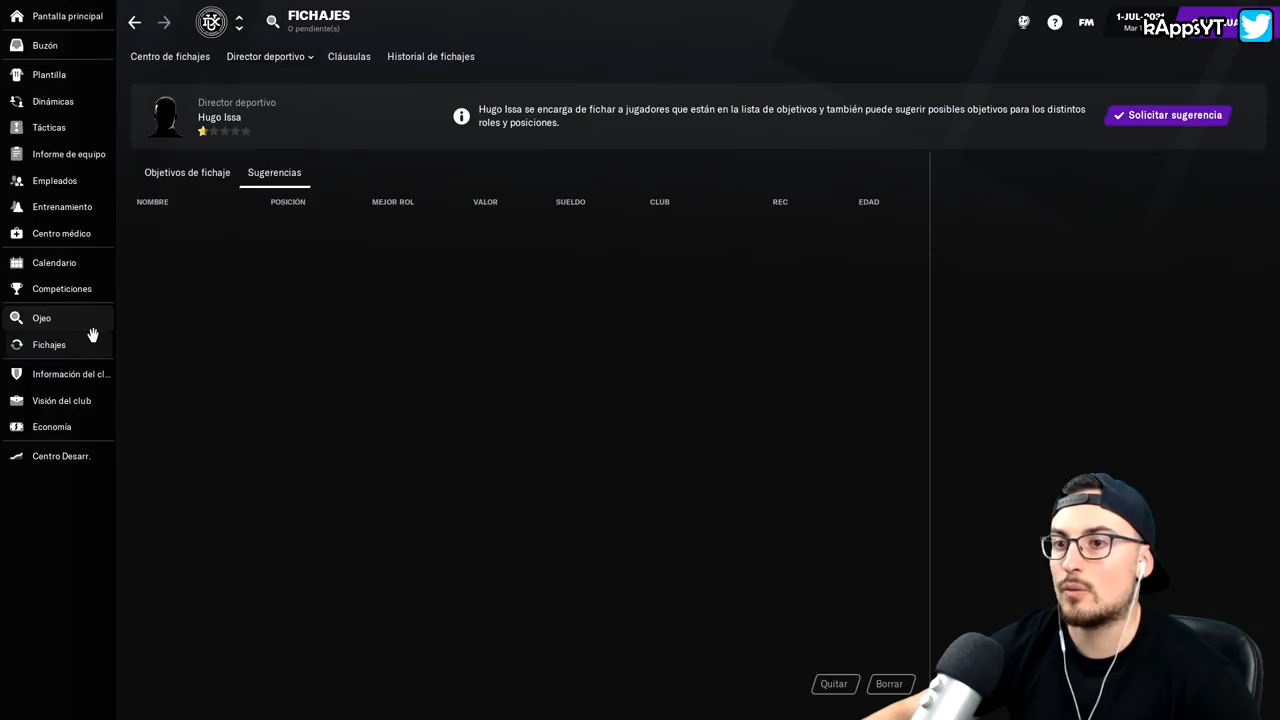 Pantalla principal
Buzón
Plantilla
Dinámicas
Tácticas
Informe de equipo
Empleados
Entrenamiento
Centro médico
Calendario
Competiciones
Ojeo
Fichajes
Información del cl...
Visión del club
Economía
Centro Desarr.
FICHAJES
0 pendiente(s)
FM
1-JUL-2021
rAppsYT
Centro de fichajes
Director deportivo
Cláusulas
Historial de fichajes
Director deportivo
Hugo Issa
Hugo Issa se encarga de fichar a jugadores que están en la lista de objetivos y también puede sugerir posibles objetivos para los distintos
roles y posiciones.
Solicitar sugerencia
Objetivos de fichaje
Sugerencias
NOMBRE POSICIÓN MEJOR ROL VALOR SUELDO CLUB REC EDAD
Quitar
Borrar